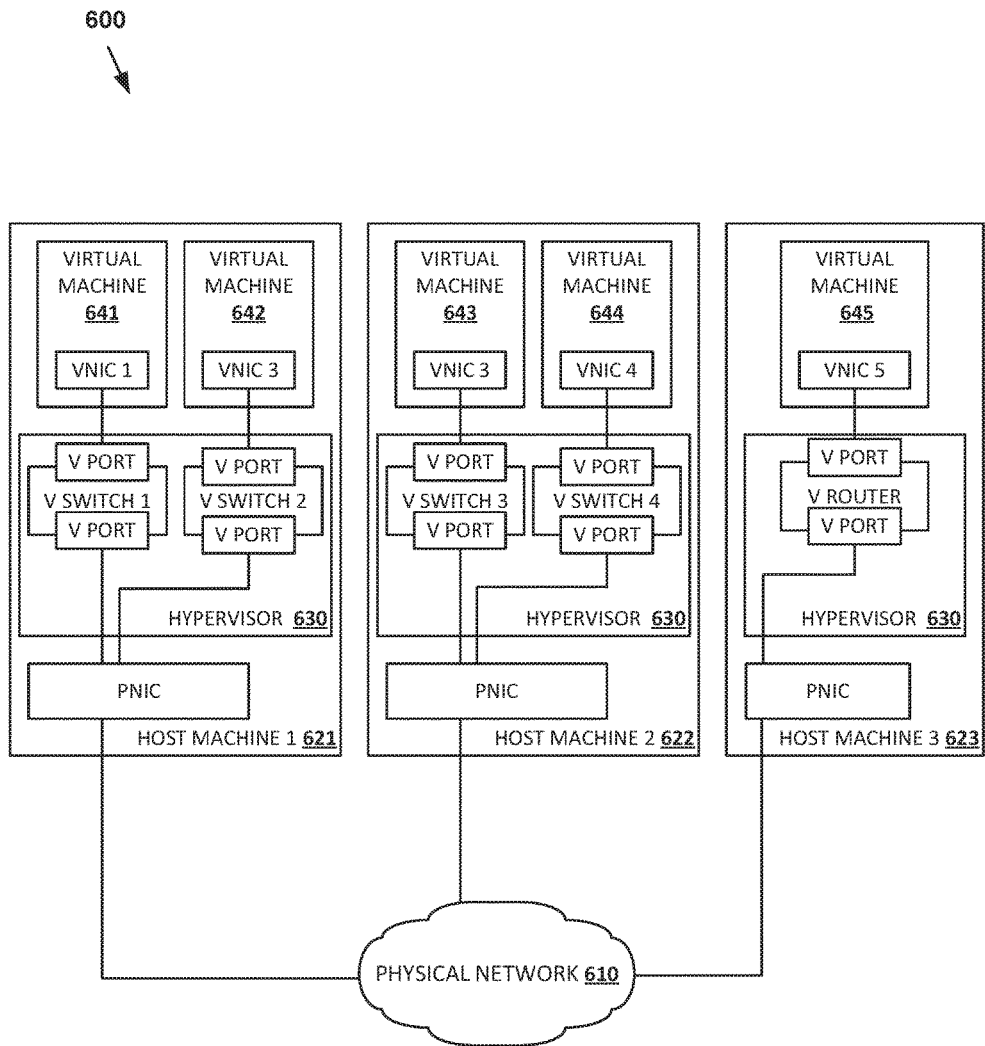 600
VIRTUAL
MACHINE
641
VNIC 1
VIRTUAL
MACHINE
642
VNIC 3
V PORT
V SWITCH 1
V PORT
V PORT
V SWITCH 2
V PORT
HYPERVISOR 630
PNIC
HOST MACHINE 1 621
VIRTUAL
MACHINE
643
VNIC 3
VIRTUAL
MACHINE
644
VNIC 4
V PORT
V SWITCH 3
V PORT
V PORT
V SWITCH 4
V PORT
HYPERVISOR 630
PNIC
HOST MACHINE 2 622
VIRTUAL
MACHINE
645
VNIC 5
V PORT
V ROUTER
V PORT
HYPERVISOR 630
PNIC
HOST MACHINE 3 623
PHYSICAL NETWORK 610